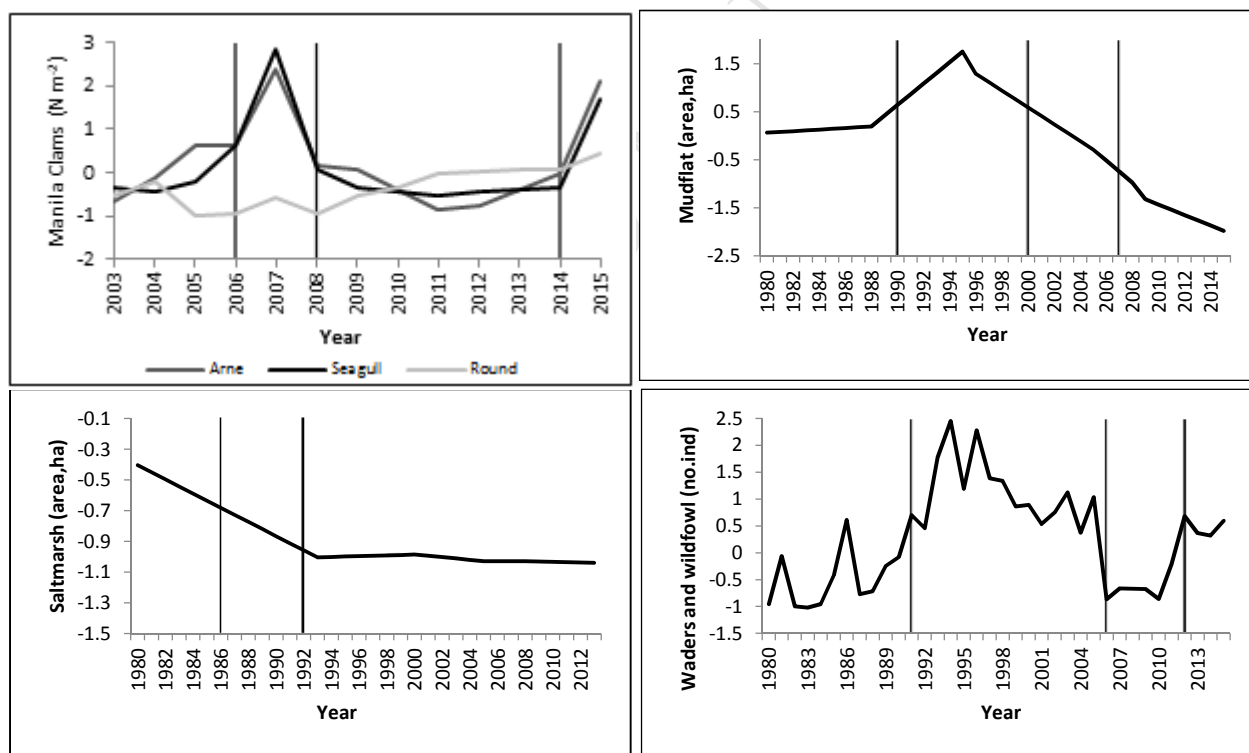 Manila Clams (N m-2)
3
2
1
0
-1
-2
2003 2004 2005 2006 2007 2008 2009 2010 2011 2012 2013 2014 2015
Year
Arne Seagull Round
Mudflat (area,ha)
1.5
0.5
-0.5
-1.5
-2.5
1980 1982 1984 1986 1988 1990 1992 1994 1996 1998 2000 2002 2004 2006 2008 2010 2012 2014
Year
Saltmarsh (area,ha)
-0.1
-0.3
-0.5
-0.7
-0.9
-1.1
-1.3
-1.5
1980 1982 1984 1986 1988 1990 1992 1994 1996 1998 2000 2002 2004 2006 2008 2010 2012
Year
Waders and wildfowl (no.ind)
2.5
2
1.5
1
0.5
0
-0.5
-1
-1.5
1980 1983 1986 1989 1992 1995 1998 2001 2004 2007 2010 2013
Year